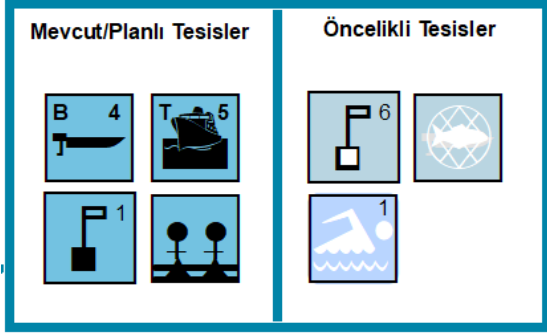 Mevcut/Planlı Tesisler
Öncelikli Tesisler
B 4
T 5
6
1
1